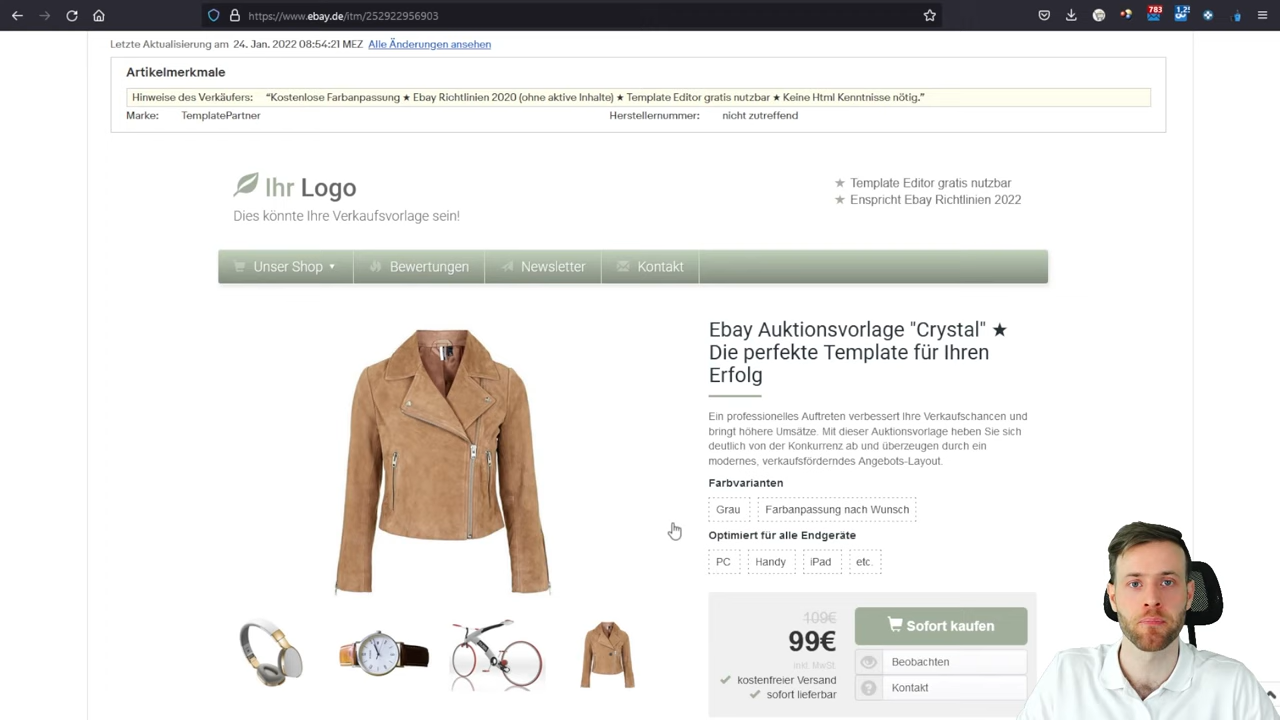 https://www.ebay.de/itm/252922956903
783
1,25
Letzte Aktualisierung am 24. Jan. 2022 08:54:21 MEZ Alle Änderungen ansehen
Artikelmerkmale
Hinweise des Verkäufers: "Kostenlose Farbanpassung ★ Ebay Richtlinien 2020 (ohne aktive Inhalte) ★ Template Editor gratis nutzbar ★ Keine Html Kenntnisse nötig."
Marke: TemplatePartner Herstellernummer: nicht zutreffend
Ihr Logo
Dies könnte Ihre Verkaufsvorlage sein!
★ Template Editor gratis nutzbar
★ Enspricht Ebay Richtlinien 2022
Unser Shop ▾ Bewertungen Newsletter Kontakt
Ebay Auktionsvorlage "Crystal" ★
Die perfekte Template für Ihren
Erfolg
Ein professionelles Auftreten verbessert Ihre Verkaufschancen und
bringt höhere Umsätze. Mit dieser Auktionsvorlage heben Sie sich
deutlich von der Konkurrenz ab und überzeugen durch ein
modernes, verkaufsförderndes Angebots-Layout.
Farbvarianten
Grau Farbanpassung nach Wunsch
Optimiert für alle Endgeräte
PC Handy iPad etc.
109€
99€
inkl. MwSt.
kostenfreier Versand
sofort lieferbar
Sofort kaufen
Beobachten
Kontakt